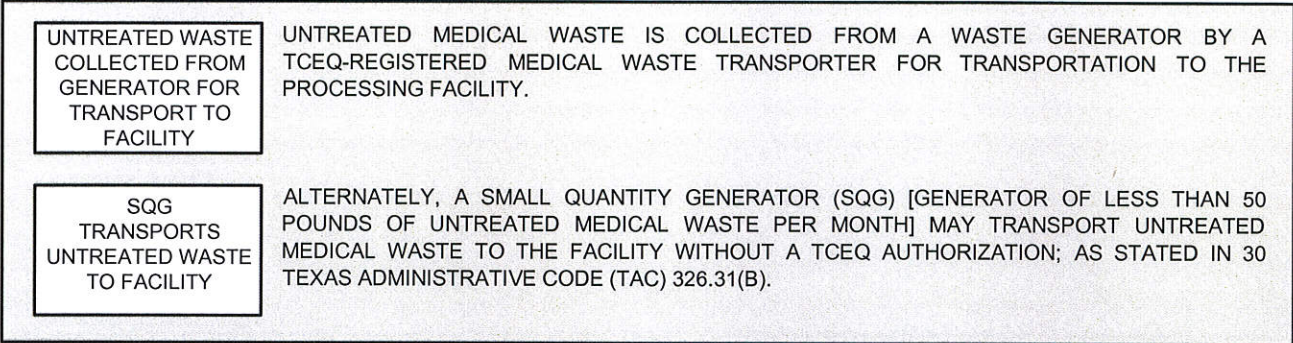 UNTREATED WASTE
COLLECTED FROM
GENERATOR FOR
TRANSPORT TO
FACILITY
UNTREATED MEDICAL WASTE IS COLLECTED FROM A WASTE GENERATOR BY A
TCEQ-REGISTERED MEDICAL WASTE TRANSPORTER FOR TRANSPORTATION TO THE
PROCESSING FACILITY.
SQG
TRANSPORTS
UNTREATED WASTE
TO FACILITY
ALTERNATELY, A SMALL QUANTITY GENERATOR (SQG) [GENERATOR OF LESS THAN 50
POUNDS OF UNTREATED MEDICAL WASTE PER MONTH] MAY TRANSPORT UNTREATED
MEDICAL WASTE TO THE FACILITY WITHOUT A TCEQ AUTHORIZATION; AS STATED IN 30
TEXAS ADMINISTRATIVE CODE (TAC) 326.31(B).